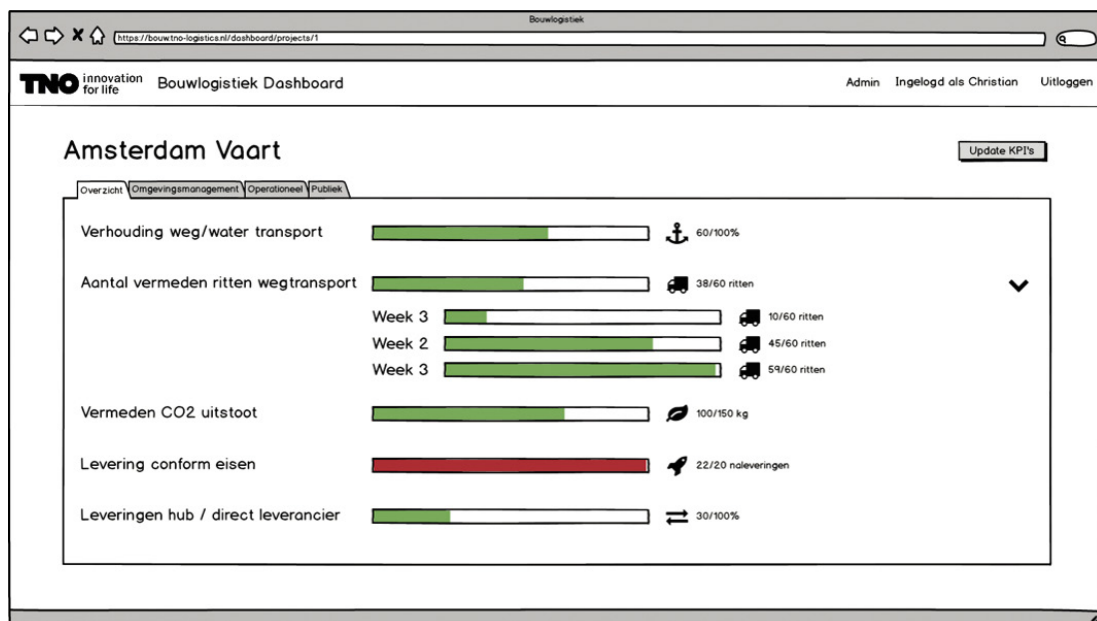 Bouwlogistiek
https://bouw.tno-logistics.nl/dashboard/projects/1
TNO innovation for life Bouwlogistiek Dashboard Admin Ingelogd als Christian Uitloggen
Amsterdam Vaart Update KPI's
Overzicht Omgevingsmanagement Operationeel Publiek
Verhouding weg/water transport 60/100%
Aantal vermeden ritten wegtransport 38/60 ritten
Week 3 10/60 ritten
Week 2 45/60 ritten
Week 3 59/60 ritten
Vermeden CO2 uitstoot 100/150 kg
Levering conform eisen 22/20 naleveringen
Leveringen hub / direct leverancier 30/100%